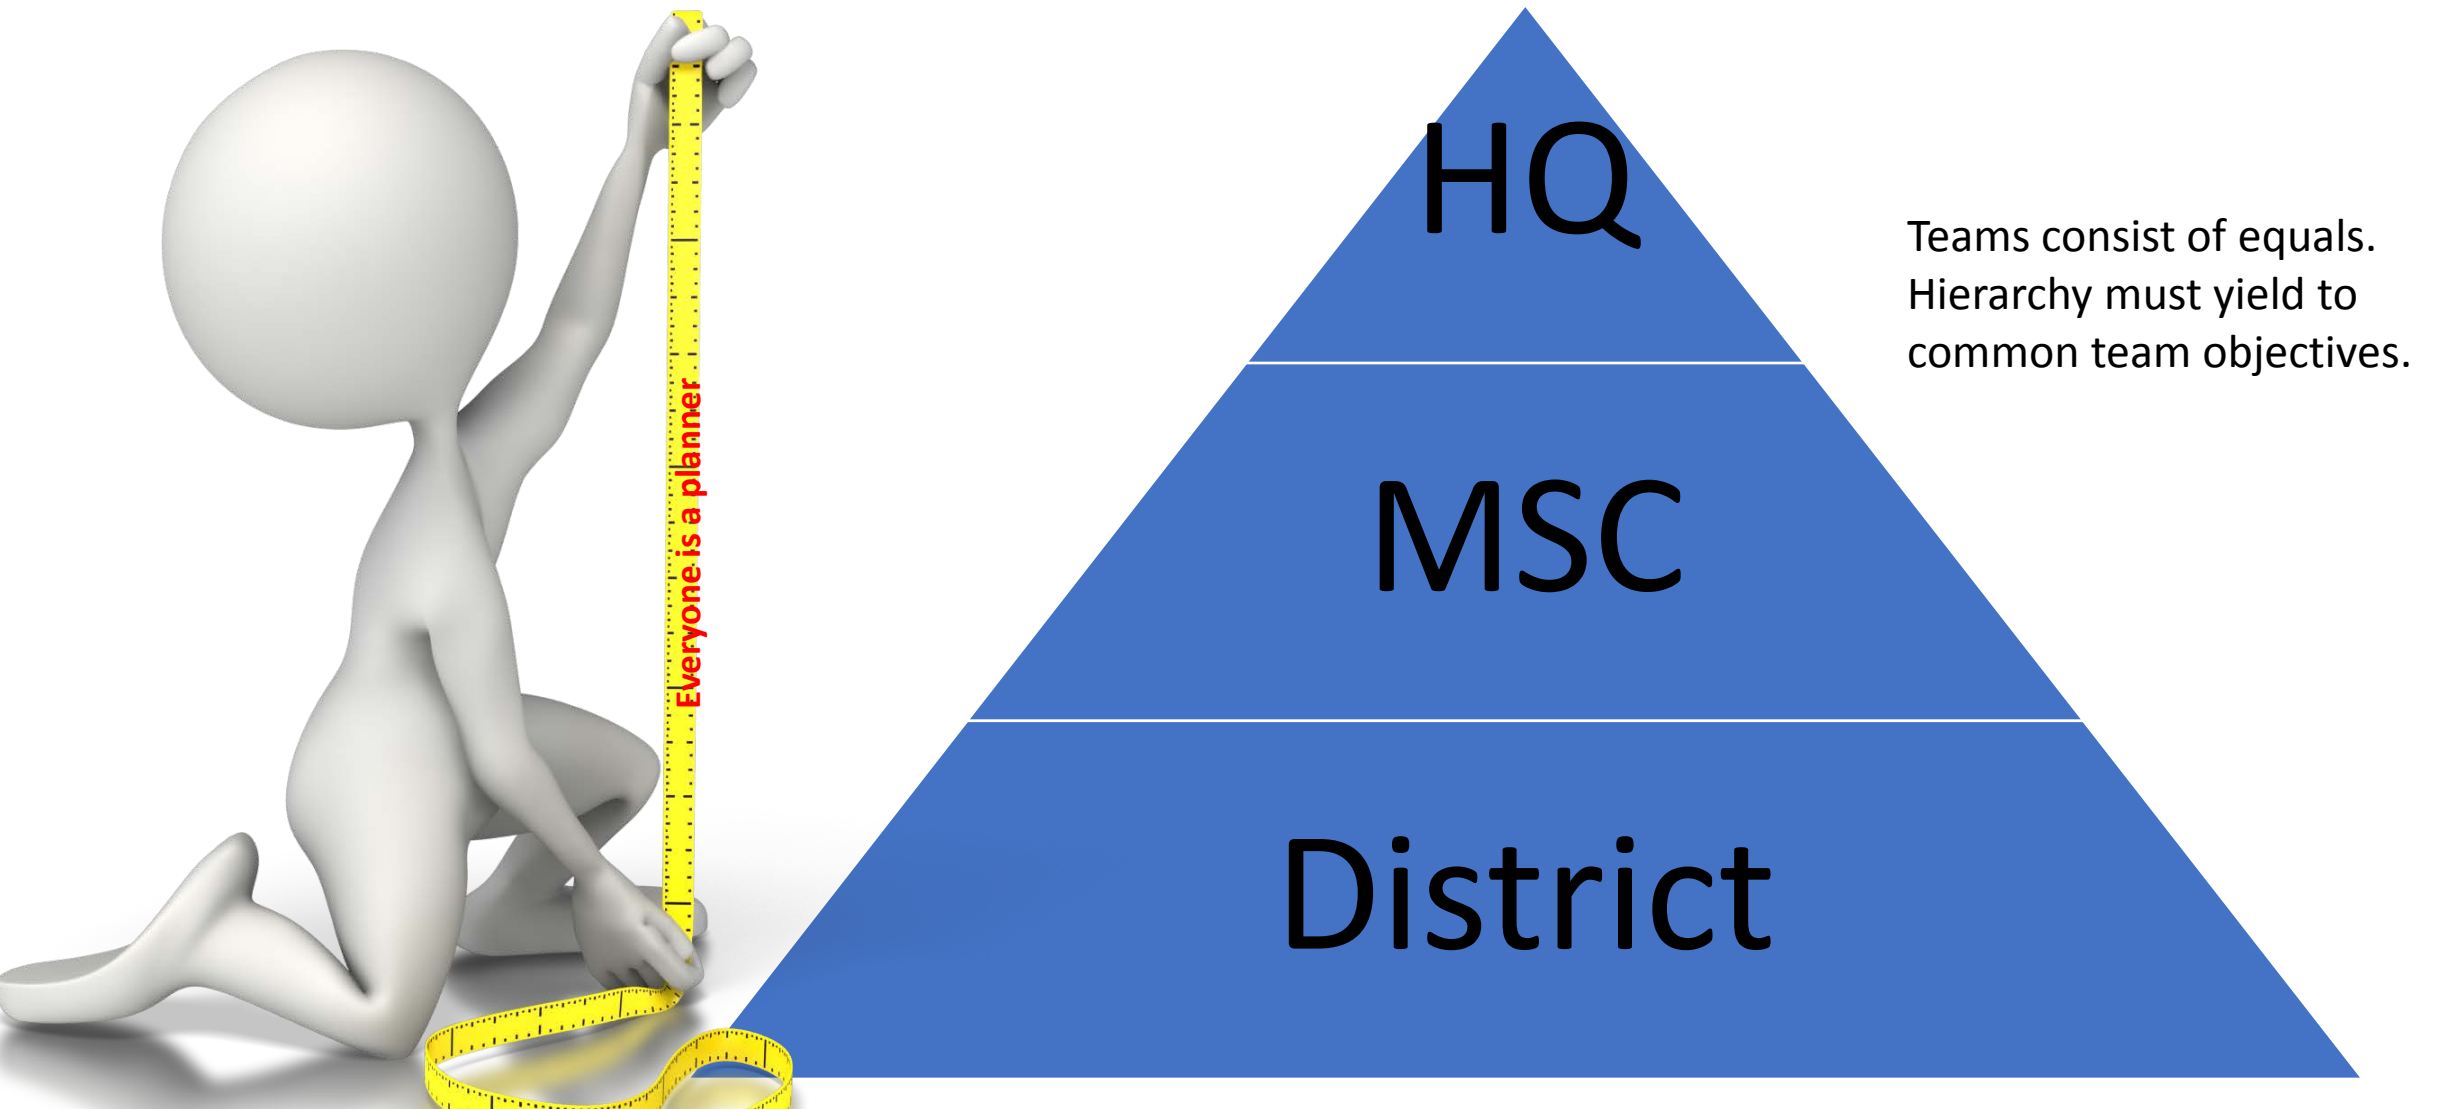 Everyone is a planner
HQ
MSC
District
Teams consist of equals.
Hierarchy must yield to
common team objectives.